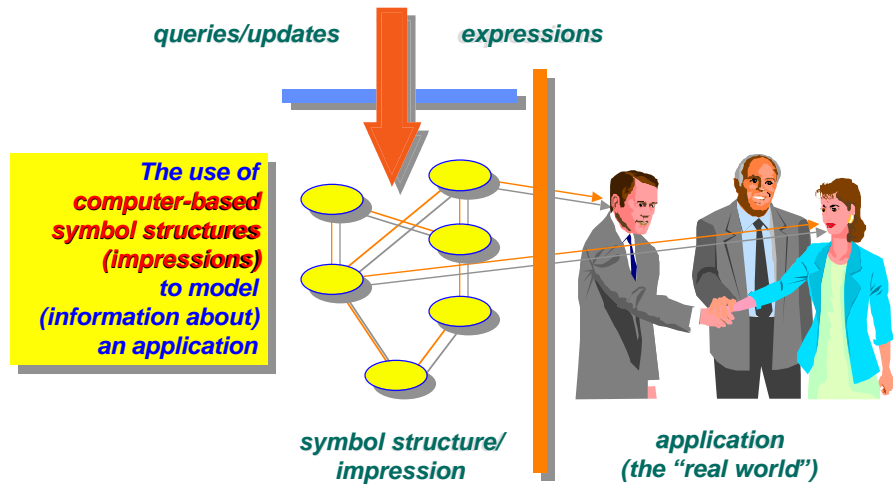 queries/updates
expressions
The use of
computer-based
symbol structures
(impressions)
to model
(information about)
an application
symbol structure/
impression
application
(the “real world”)